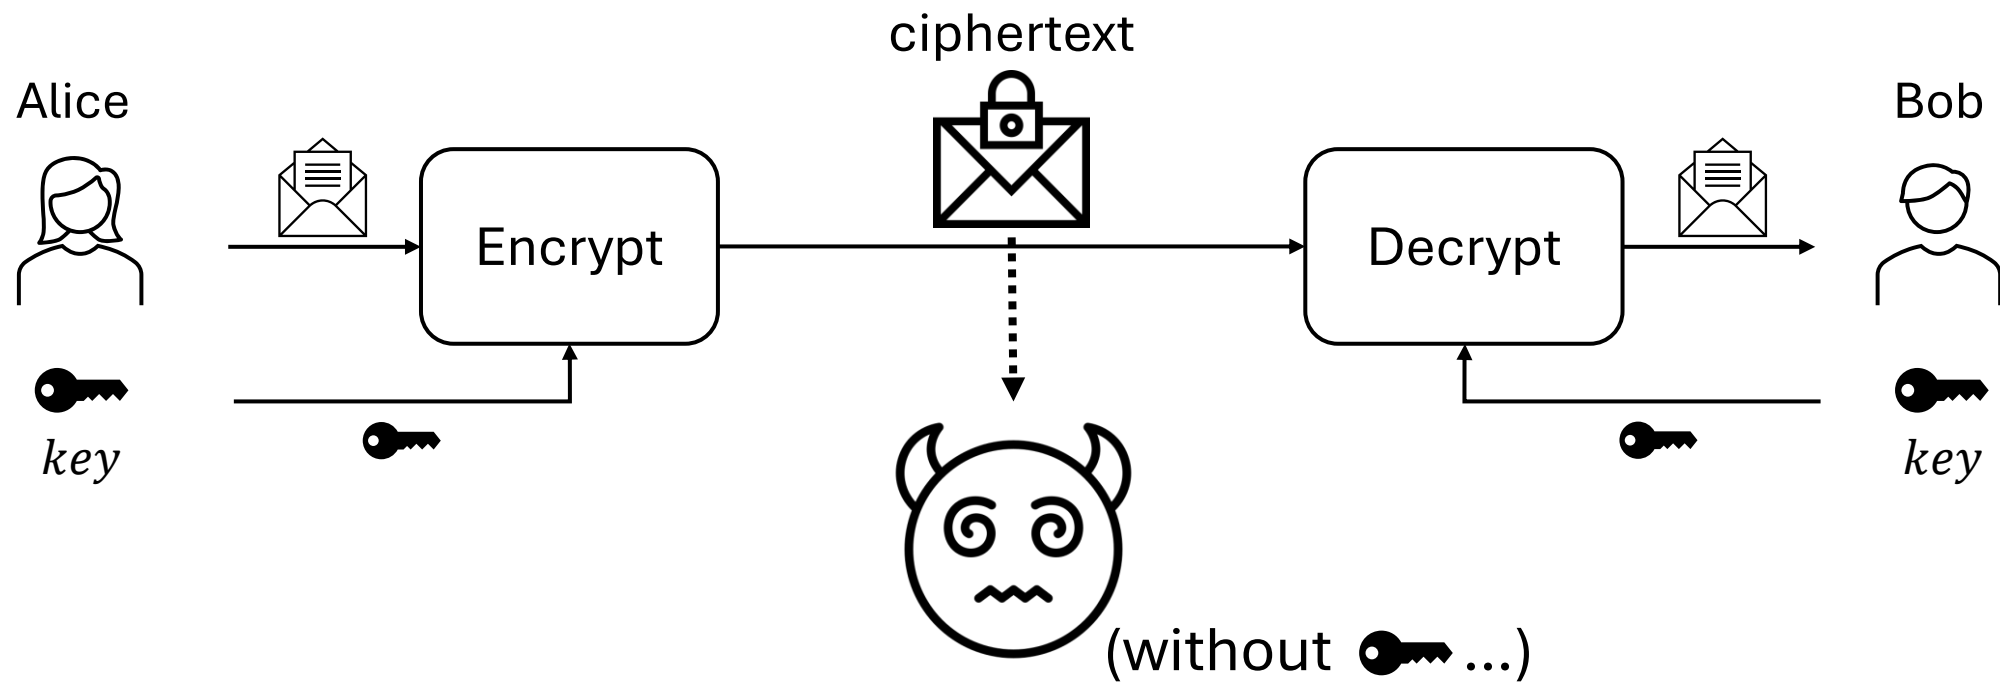 ciphertext
Alice
Bob
Encrypt
Decrypt
key
key
(without ...)